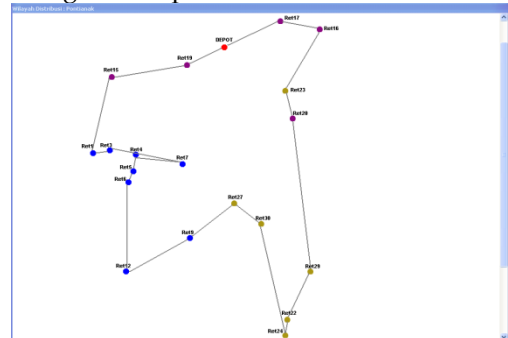 Wilayah Distribusi : Pontianak
Ret17
Ret16
DEPOT
Ret19
Ret15
Ret23
Ret20
Ret1
Ret3
Ret4
Ret7
Ret5
Ret6
Ret27
Ret30
Ret9
Ret12
Ret29
Ret22
Ret24